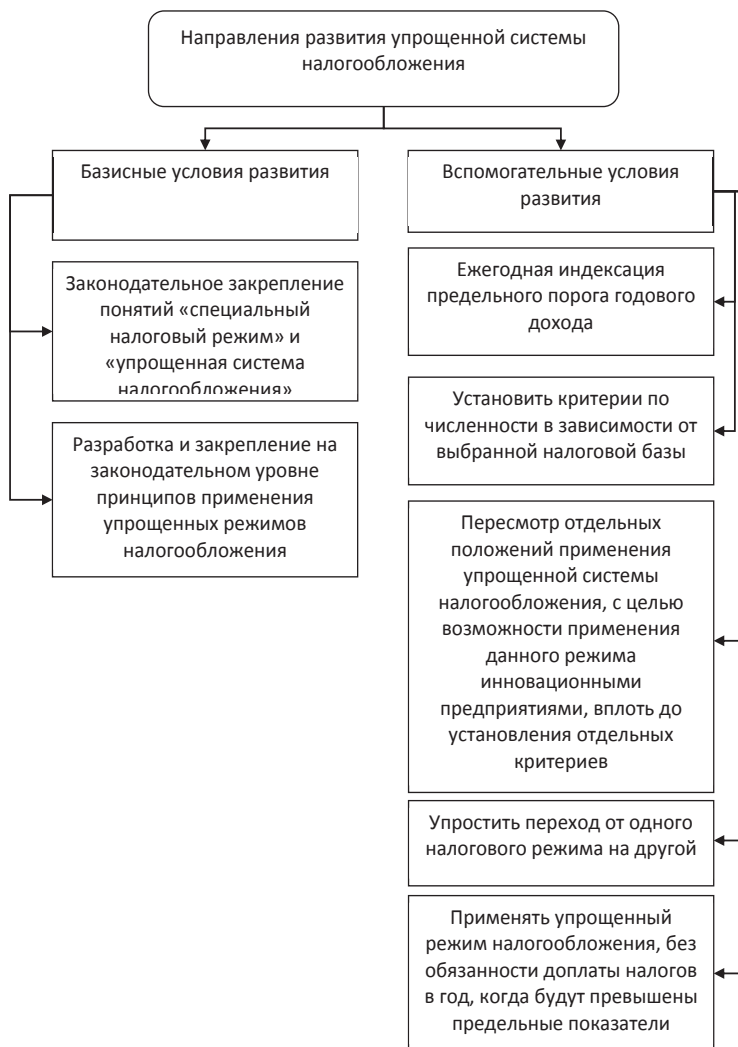 Направления развития упрощенной системы
налогообложения
Базисные условия развития
Вспомогательные условия
развития
Законодательное закрепление
понятий «специальный
налоговый режим» и
«упрощенная система
налогообложения»
Разработка и закрепление на
законодательном уровне
принципов применения
упрощенных режимов
налогообложения
Ежегодная индексация
предельного порога годового
дохода
Установить критерии по
численности в зависимости от
выбранной налоговой базы
Пересмотр отдельных
положений применения
упрощенной системы
налогообложения, с целью
возможности применения
данного режима
инновационными
предприятиями, вплоть до
установления отдельных
критериев
Упростить переход от одного
налогового режима на другой
Применять упрощенный
режим налогообложения, без
обязанности доплаты налогов
в год, когда будут превышены
предельные показатели